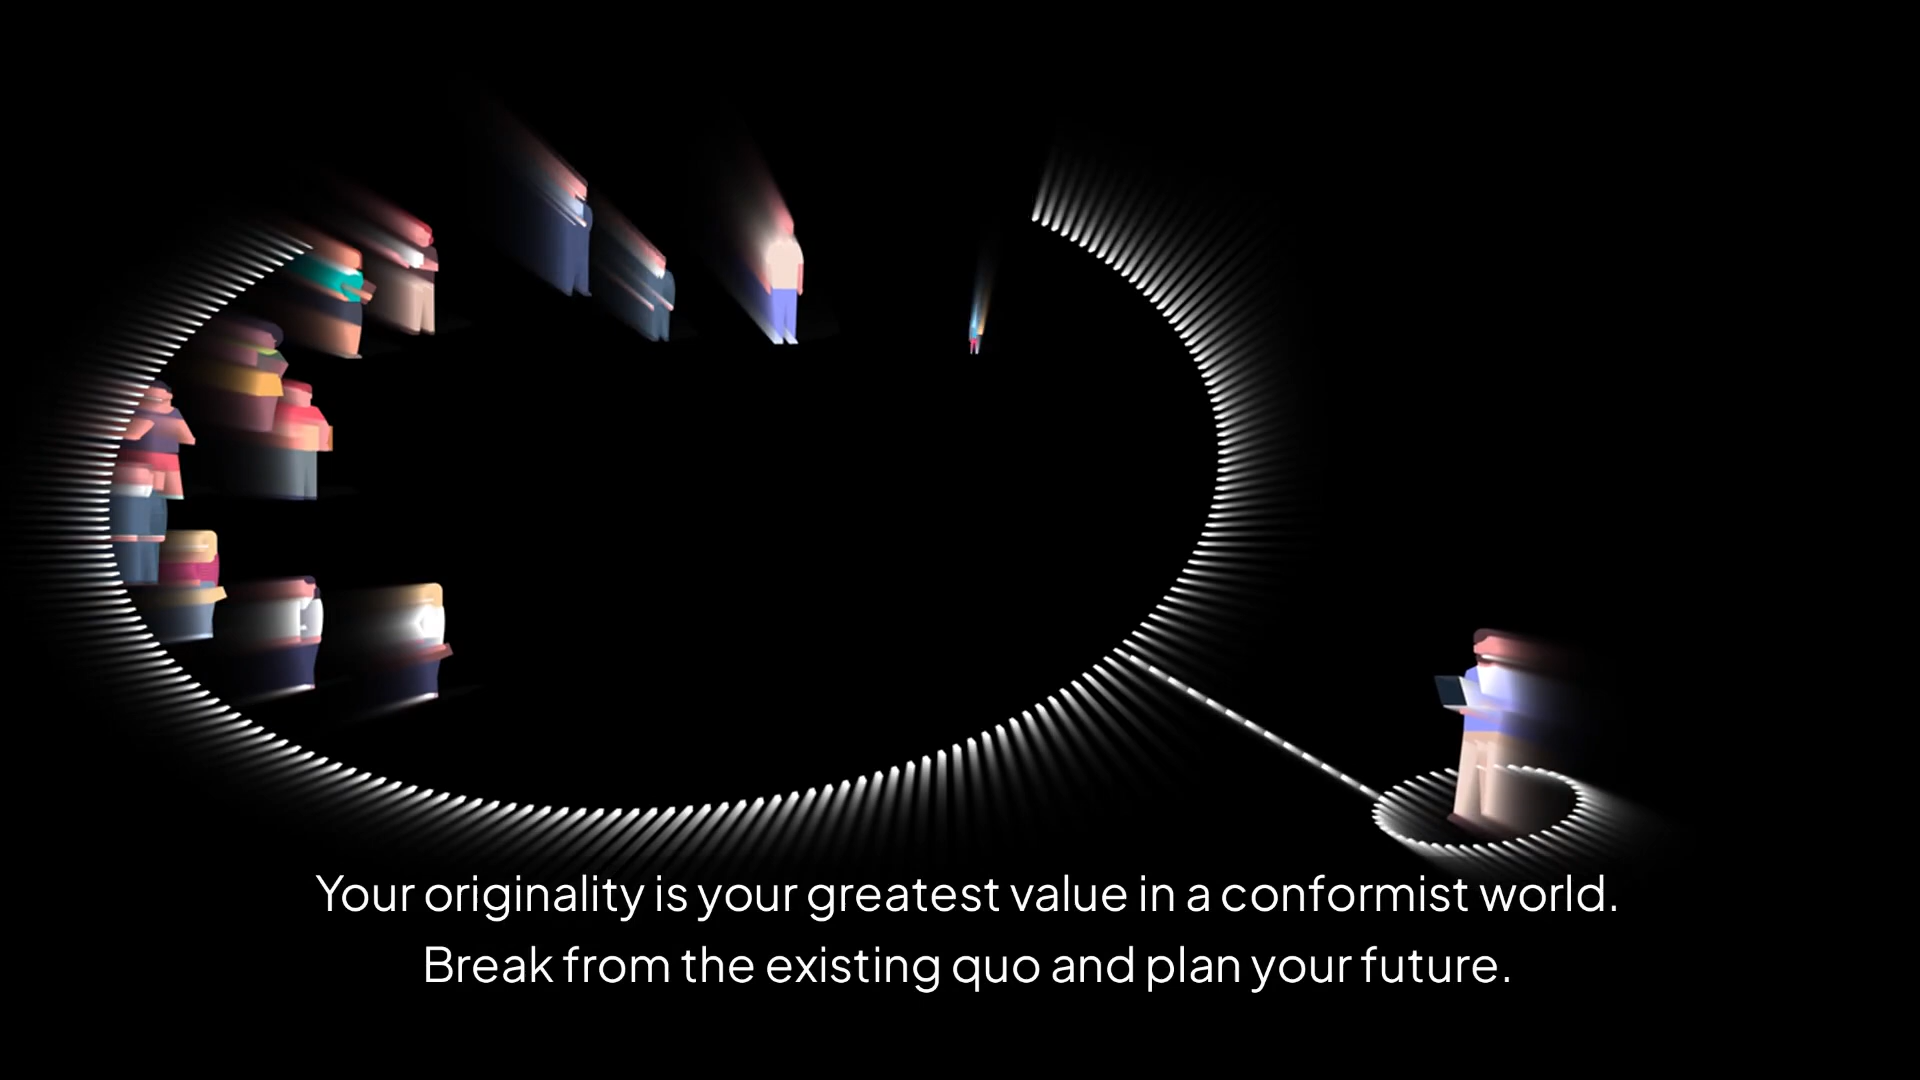 Your originality is your greatest value in a conformist world.
Break from the existing quo and plan your future.